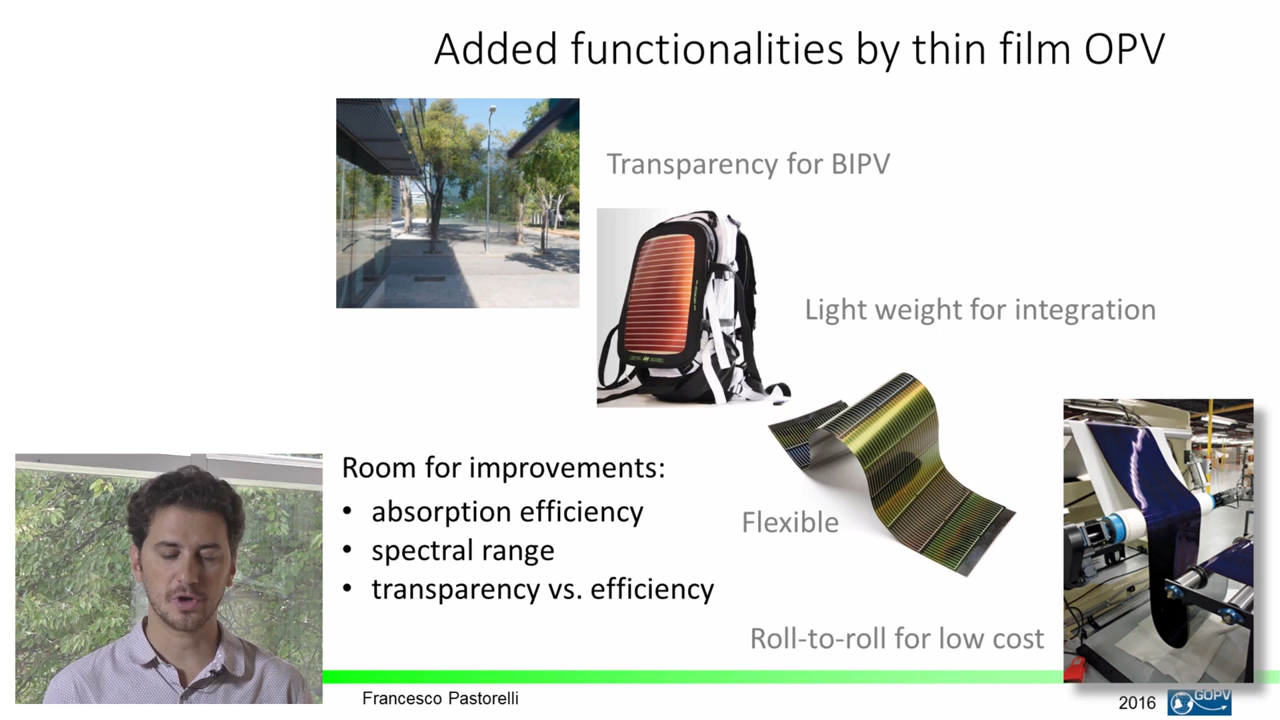 Added functionalities by thin film OPV
Transparency for BIPV
Light weight for integration
Room for improvements:
• absorption efficiency
• spectral range
• transparency vs. efficiency
Flexible
Roll-to-roll for low cost
Francesco Pastorelli
2016
GOPV